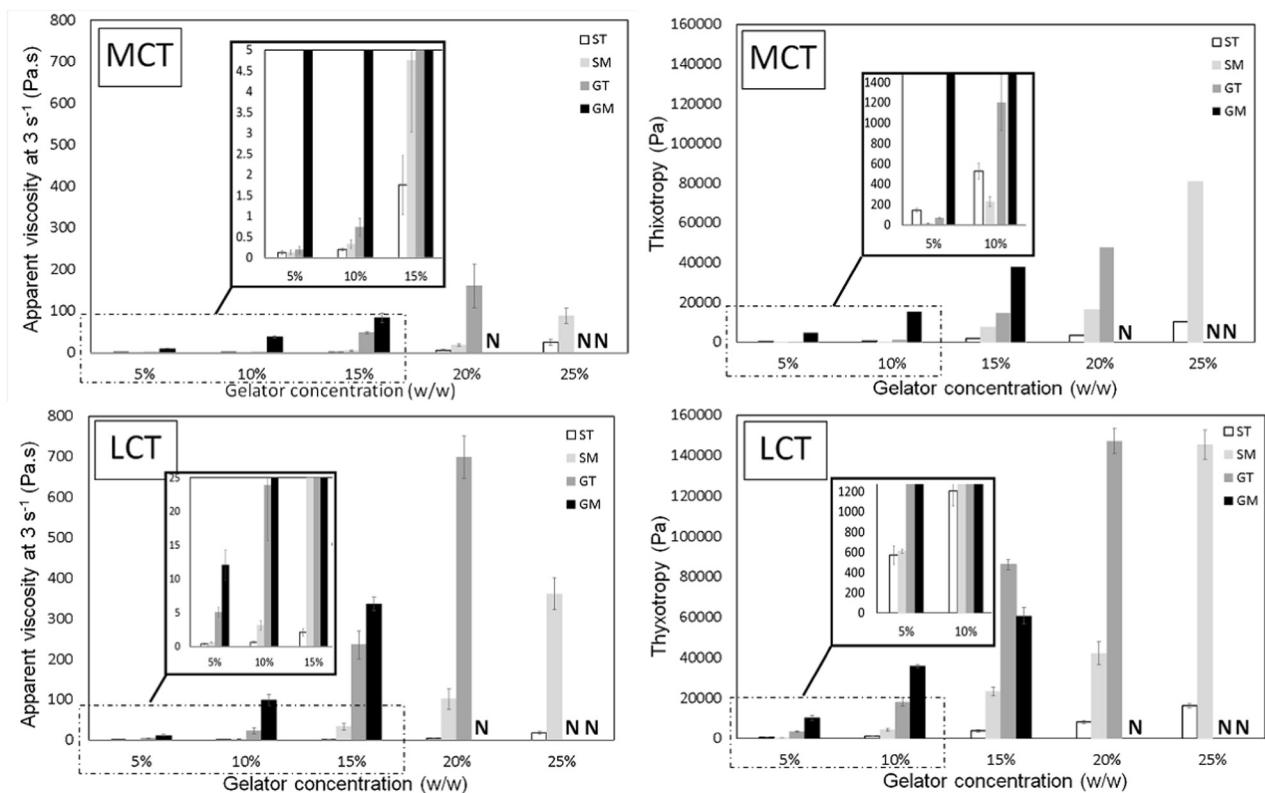 MCT
Apparent viscosity at 3 s⁻¹ (Pa.s)
800
700
600
500
400
300
200
100
0
ST
SM
GT
GM
5
4.5
4
3.5
3
2.5
2
1.5
1
0.5
0
5%
10%
15%
N
N N
5%
10%
15%
20%
25%
Gelator concentration (w/w)
MCT
Thixotropy (Pa)
160000
140000
120000
100000
80000
60000
40000
20000
0
ST
SM
GT
GM
1400
1200
1000
800
600
400
200
0
5%
10%
N
N N
5%
10%
15%
20%
25%
Gelator concentration (w/w)
LCT
Apparent viscosity at 3 s⁻¹ (Pa.s)
800
700
600
500
400
300
200
100
0
ST
SM
GT
GM
25
20
15
10
5
0
5%
10%
15%
N
N N
5%
10%
15%
20%
25%
Gelator concentration (w/w)
LCT
Thyxotropy (Pa)
160000
140000
120000
100000
80000
60000
40000
20000
0
ST
SM
GT
GM
1200
1000
800
600
400
200
0
5%
10%
N
N N
5%
10%
15%
20%
25%
Gelator concentration (w/w)